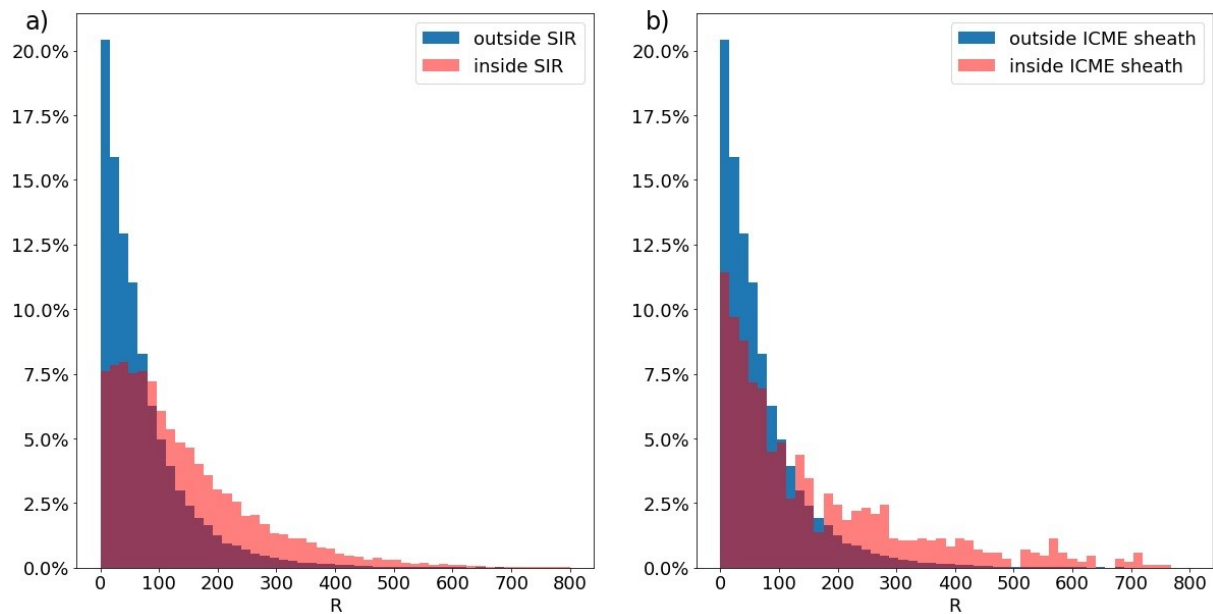 a)
outside SIR
inside SIR
20.0%
17.5%
15.0%
12.5%
10.0%
7.5%
5.0%
2.5%
0.0%
0 100 200 300 400 500 600 700 800
R
b)
outside ICME sheath
inside ICME sheath
20.0%
17.5%
15.0%
12.5%
10.0%
7.5%
5.0%
2.5%
0.0%
0 100 200 300 400 500 600 700 800
R